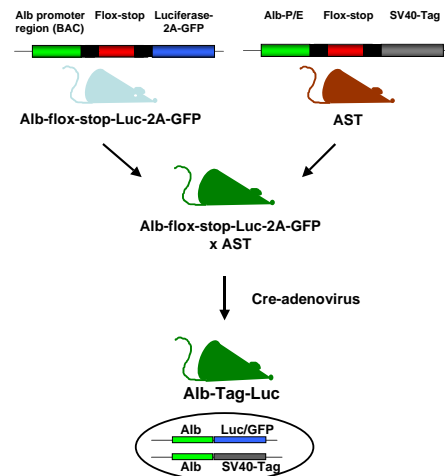 Alb promoter region (BAC)
Flox-stop
Luciferase-2A-GFP
Alb-P/E
Flox-stop
SV40-Tag
Alb-flox-stop-Luc-2A-GFP
AST
Alb-flox-stop-Luc-2A-GFP
x AST
Cre-adenovirus
Alb-Tag-Luc
Alb Luc/GFP
Alb SV40-Tag